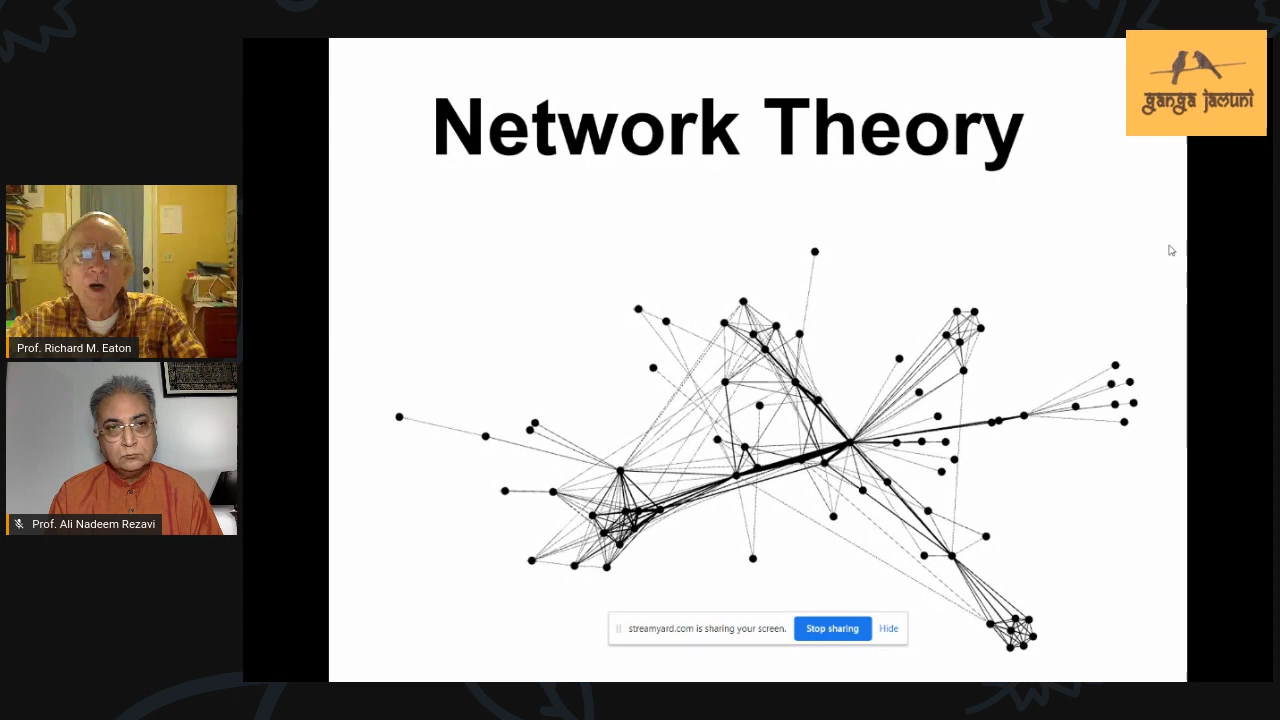 Network Theory
ganga jamuni
Prof. Richard M. Eaton
Prof. Ali Nadeem Rezavi
streamyard.com is sharing your screen. Stop sharing Hide